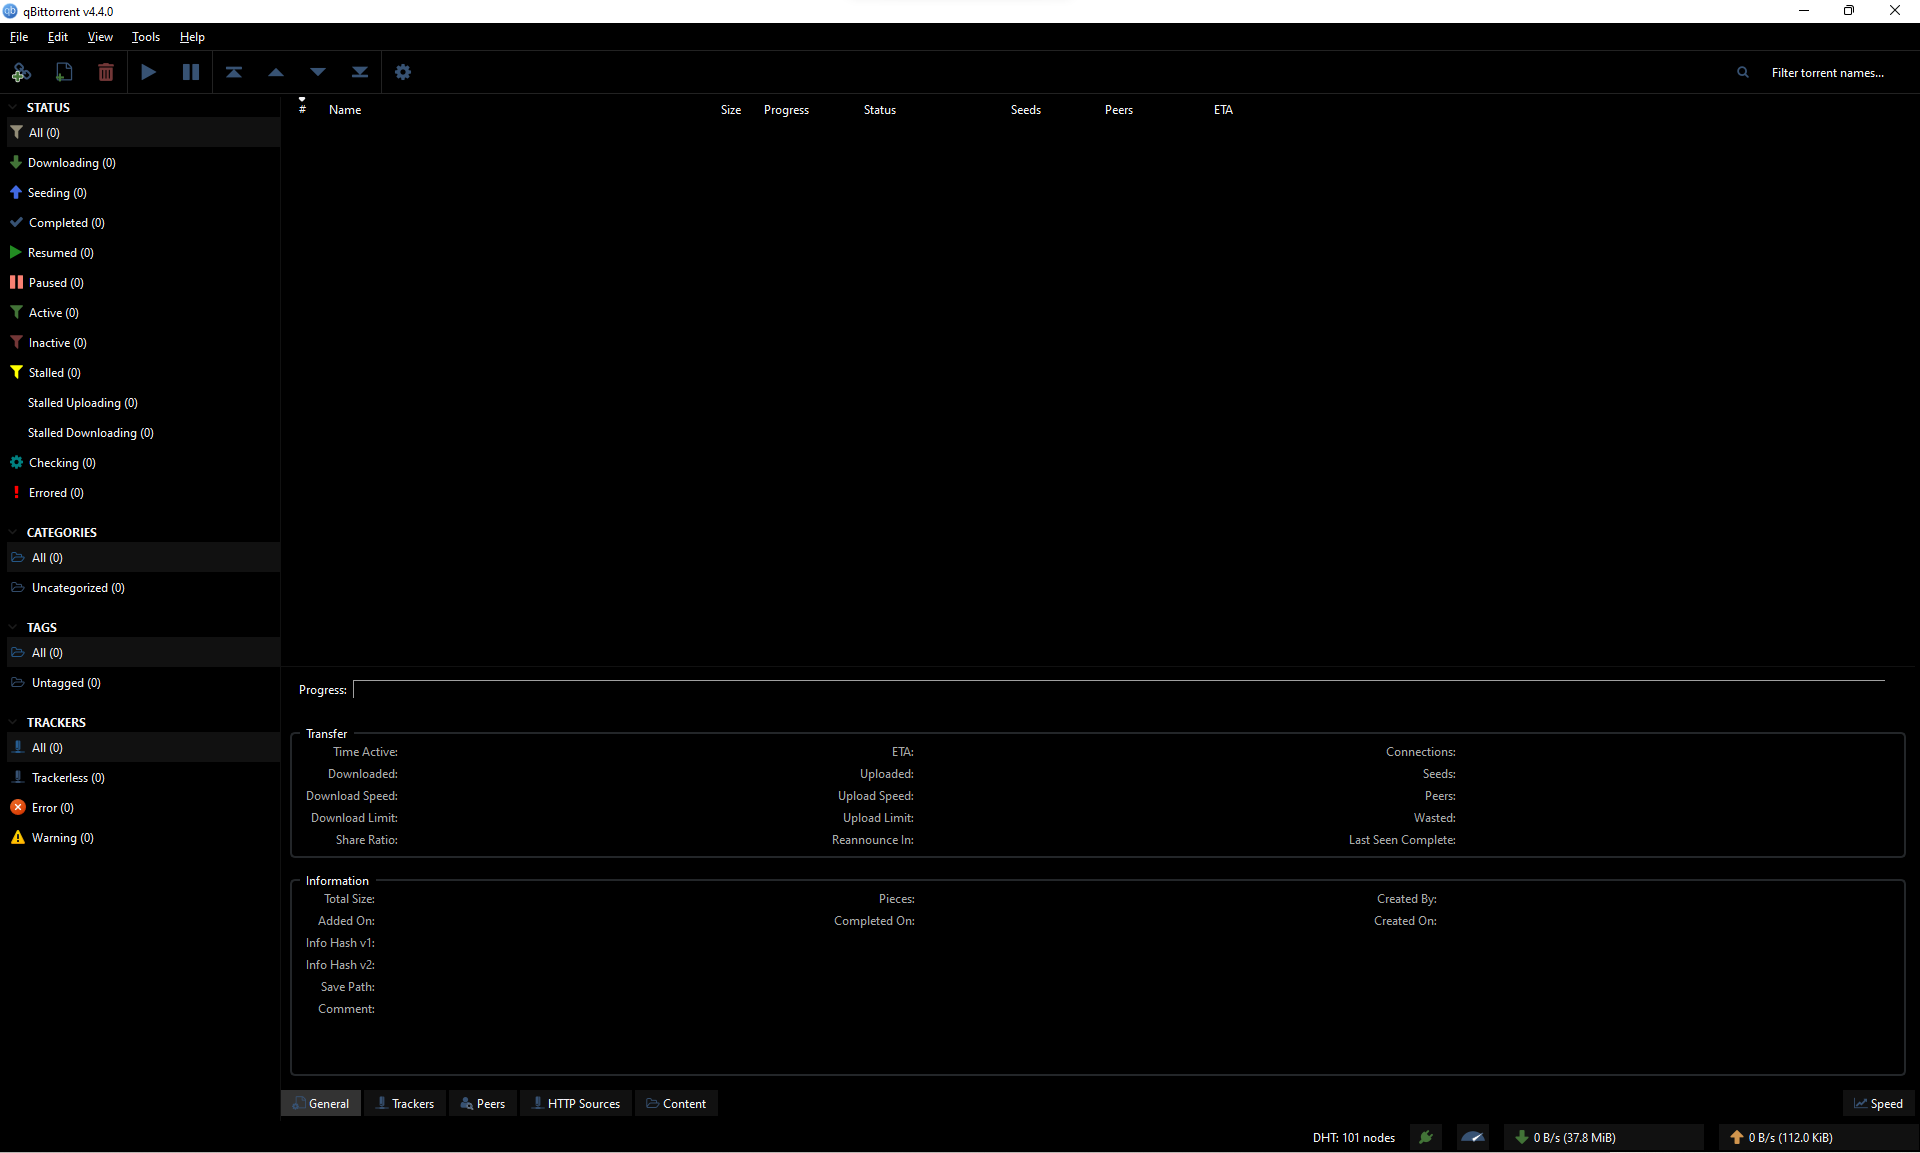 qBittorrent v4.4.0
File Edit View Tools Help
Filter torrent names...
STATUS
All (0)
Downloading (0)
Seeding (0)
Completed (0)
Resumed (0)
Paused (0)
Active (0)
Inactive (0)
Stalled (0)
Stalled Uploading (0)
Stalled Downloading (0)
Checking (0)
Errored (0)
CATEGORIES
All (0)
Uncategorized (0)
TAGS
All (0)
Untagged (0)
TRACKERS
All (0)
Trackerless (0)
Error (0)
Warning (0)
# Name Size Progress Status Seeds Peers ETA
Progress:
Transfer
Time Active: ETA: Connections:
Downloaded: Uploaded: Seeds:
Download Speed: Upload Speed: Peers:
Download Limit: Upload Limit: Wasted:
Share Ratio: Reannounce In: Last Seen Complete:
Information
Total Size: Pieces: Created By:
Added On: Completed On: Created On:
Info Hash v1:
Info Hash v2:
Save Path:
Comment:
General Trackers Peers HTTP Sources Content Speed
DHT: 101 nodes 0 B/s (37.8 MiB) 0 B/s (112.0 KiB)